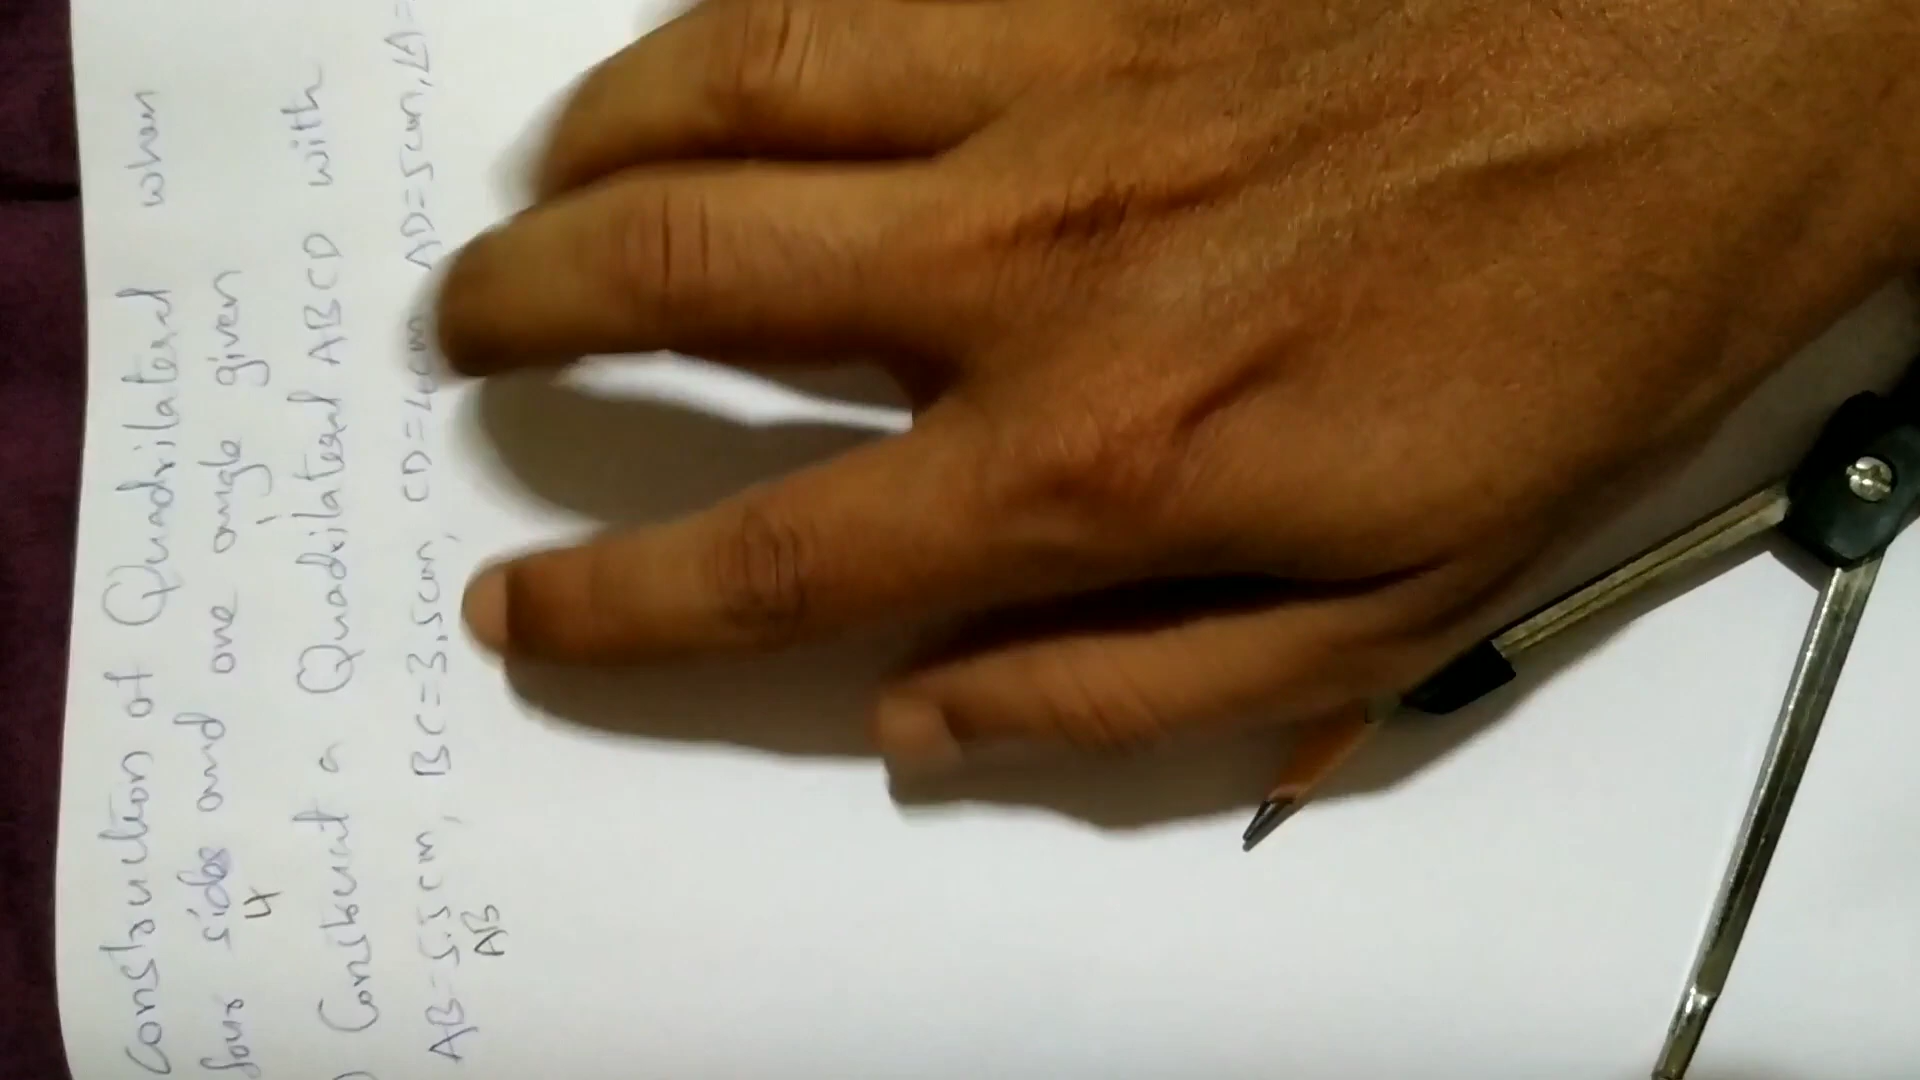 Construction of Quadrilateral when
four sides and one angle given
4
) Construct a Quadrilateral ABCD with
AB=5.5cm, BC=3.5cm, CD=4cm AD=5cm, ∠A=
AB